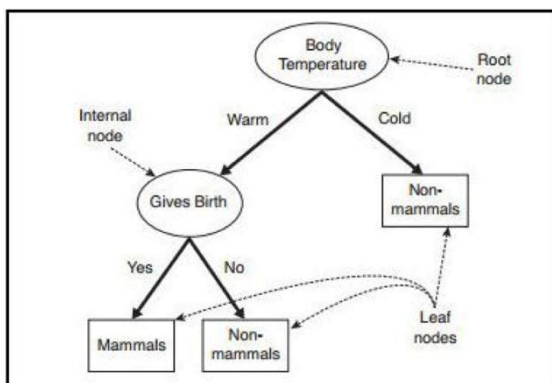 Body
Temperature
Root
node
Internal
node
Warm
Cold
Gives Birth
Non-
mammals
Yes
No
Mammals
Non-
mammals
Leaf
nodes